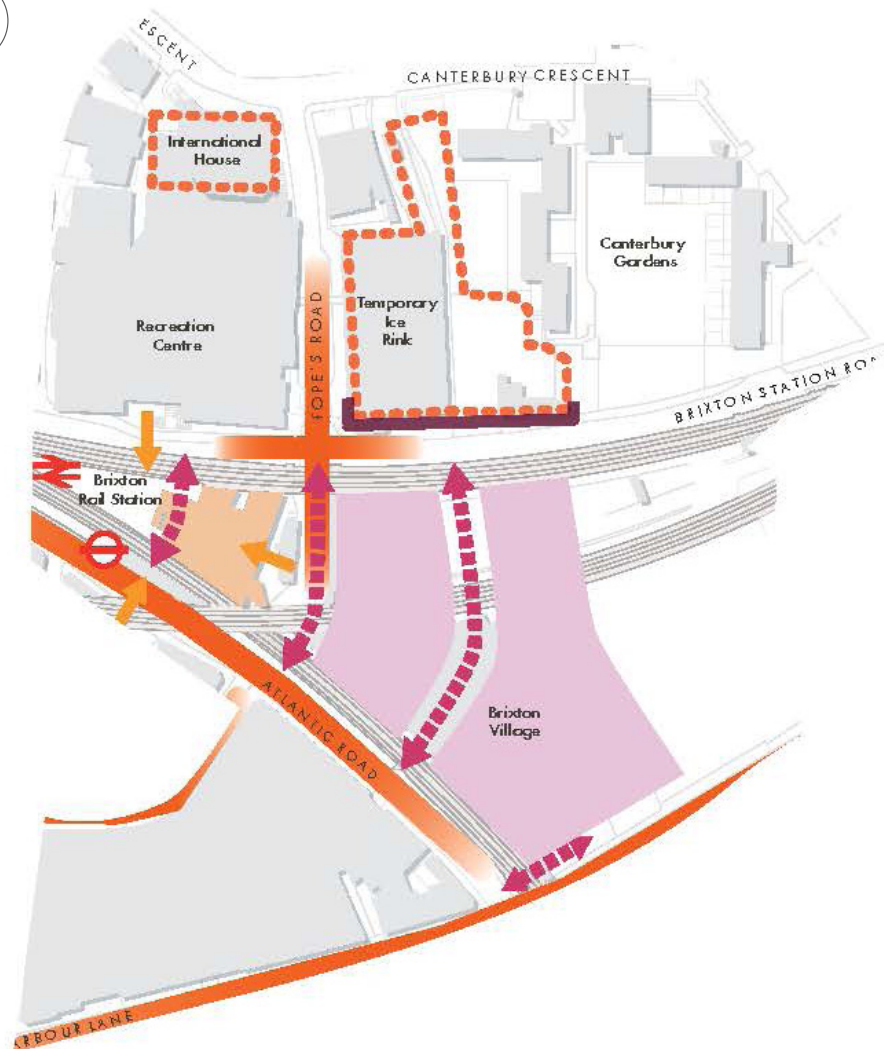 ESCENT
CANTERBURY CRESCENT
International
House
Canterbury
Gardens
Temporary
Ice
Rink
Recreation
Centre
POPE'S ROAD
BRIXTON STATION ROA
Brixton
Rail Station
ATLANTIC ROAD
Brixton
Village
ARBOUR LANE